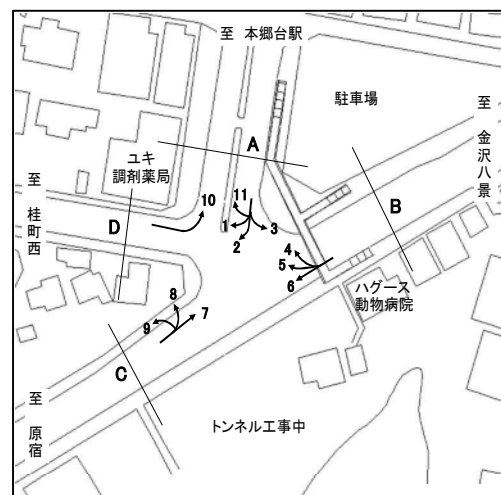 至 本郷台駅
駐車場
至 金沢八景
A
ユキ
調剤薬局
至 桂町西
10
11
D
B
1
3
2
4
5
6
ハグース
動物病院
8
7
9
C
至 原宿
トンネル工事中